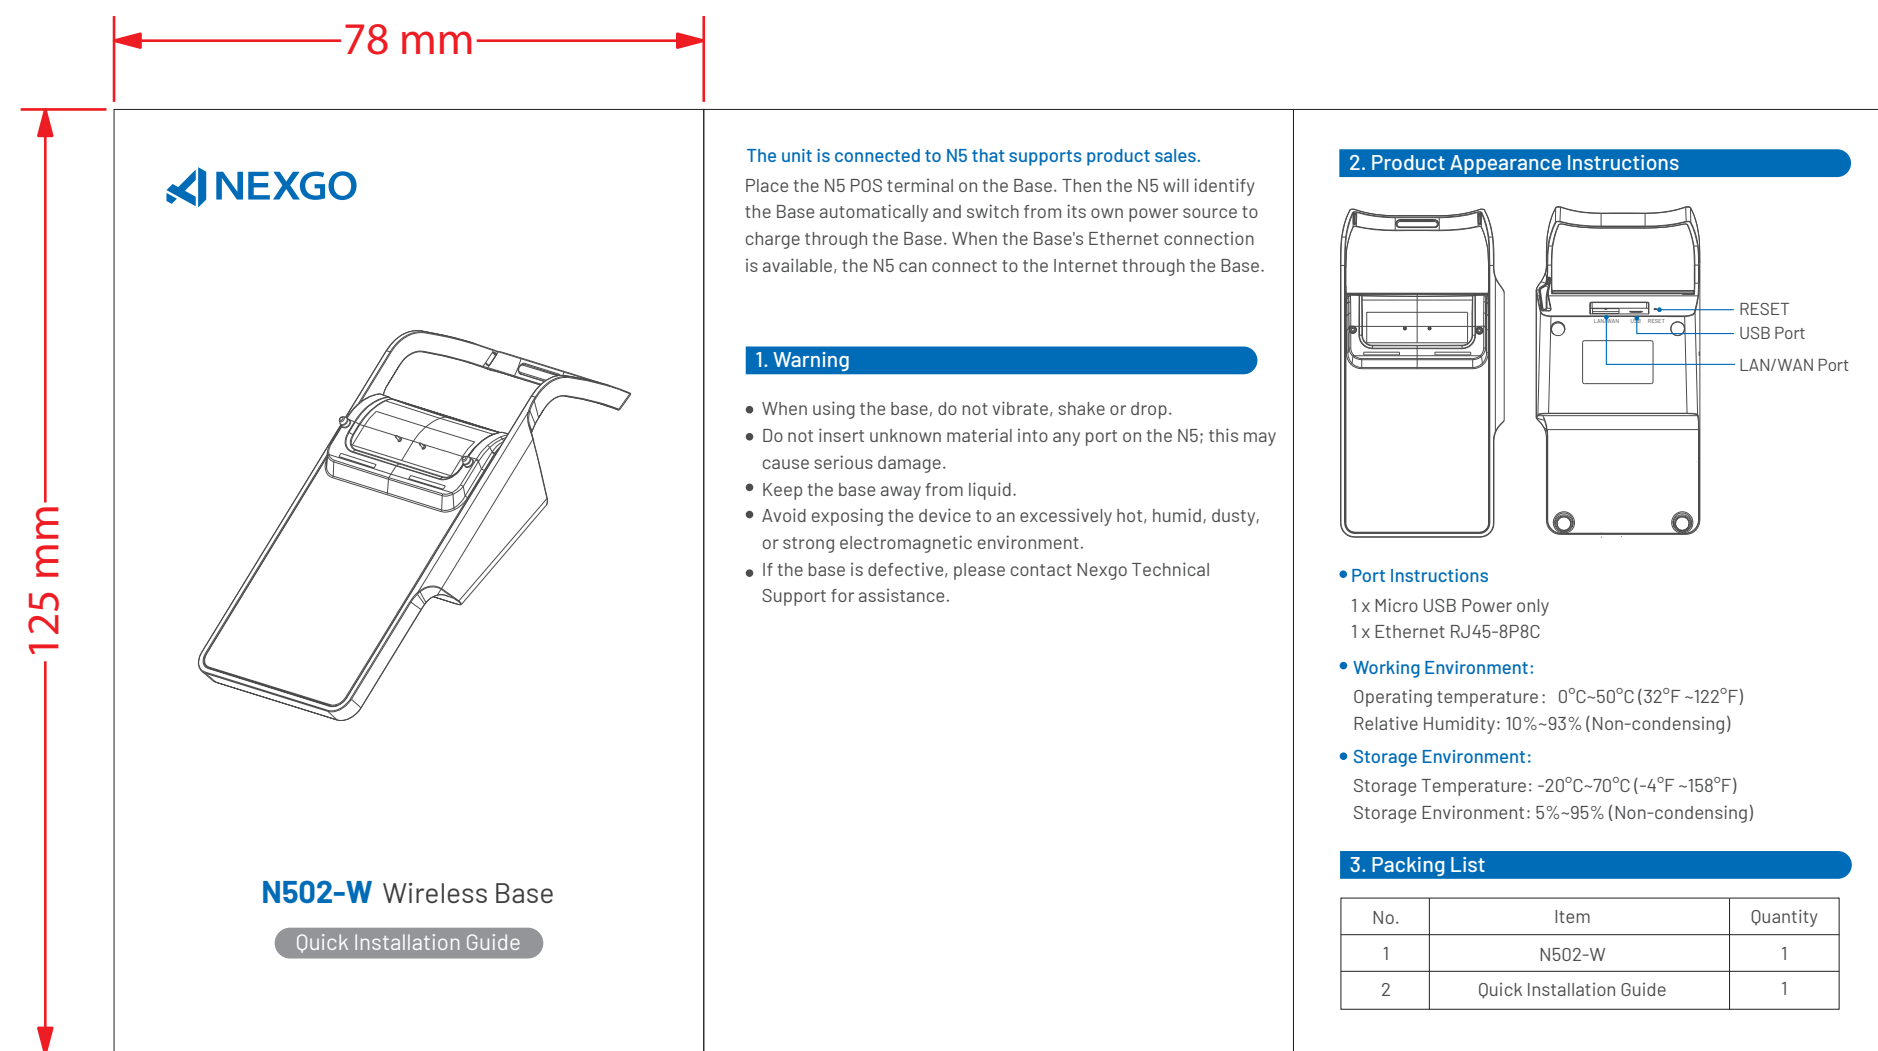 78 mm
125 mm
NEXGO
N502-W Wireless Base
Quick Installation Guide
The unit is connected to N5 that supports product sales.
Place the N5 POS terminal on the Base. Then the N5 will identify
the Base automatically and switch from its own power source to
charge through the Base. When the Base's Ethernet connection
is available, the N5 can connect to the Internet through the Base.
1. Warning
● When using the base, do not vibrate, shake or drop.
● Do not insert unknown material into any port on the N5; this may
cause serious damage.
● Keep the base away from liquid.
● Avoid exposing the device to an excessively hot, humid, dusty,
or strong electromagnetic environment.
● If the base is defective, please contact Nexgo Technical
Support for assistance.
2. Product Appearance Instructions
LAN/WAN USB RESET
RESET
USB Port
LAN/WAN Port
● Port Instructions
1 x Micro USB Power only
1 x Ethernet RJ45-8P8C
● Working Environment:
Operating temperature: 0°C~50°C (32°F ~122°F)
Relative Humidity: 10%~93% (Non-condensing)
● Storage Environment:
Storage Temperature: -20°C~70°C (-4°F ~158°F)
Storage Environment: 5%~95% (Non-condensing)
3. Packing List
No. Item Quantity
1 N502-W 1
2 Quick Installation Guide 1